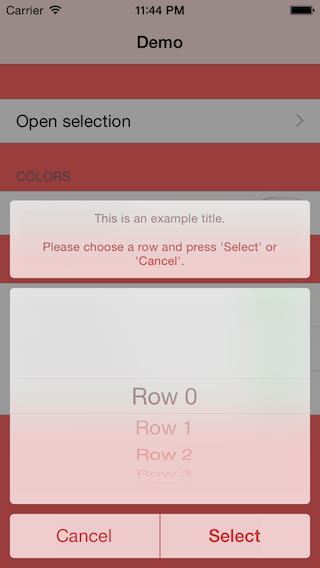 Carrier 11:44 PM
Demo
Open selection
COLORS
This is an example title.
Please choose a row and press 'Select' or
'Cancel'.
Row 0
Row 1
Row 2
Row 3
Cancel Select